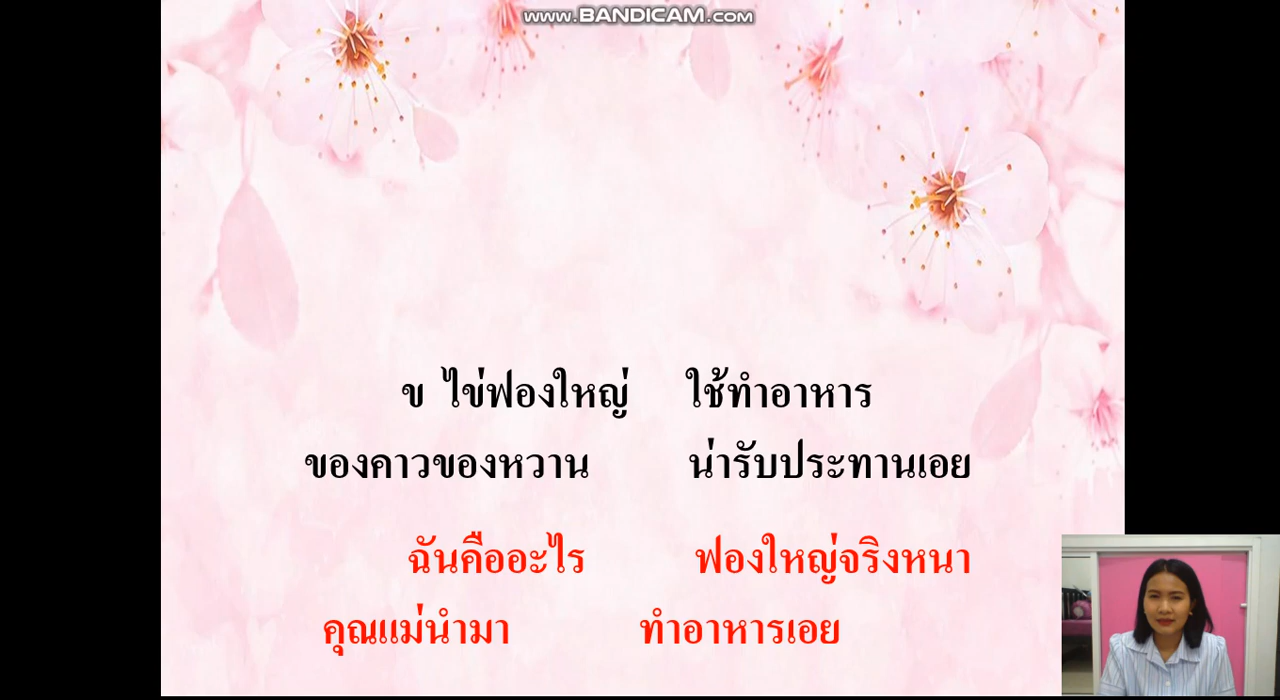 www.BANDICAM.com
ข ไข่ฟองใหญ่ ใช้ทำอาหาร
ของคาวของหวาน น่ารับประทานเอย
ฉันคืออะไร ฟองใหญ่จริงหนา
คุณแม่นำมา ทำอาหารเอย